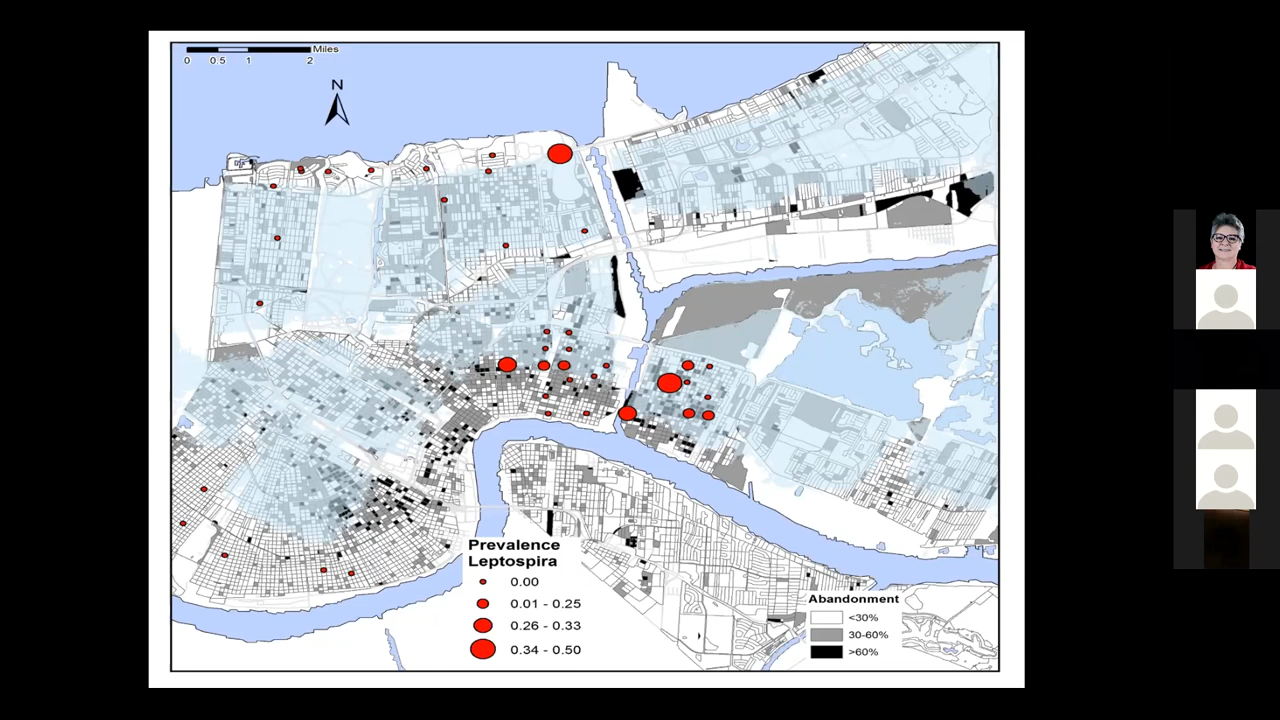 Miles
0 0.5 1 2
N
Prevalence
Leptospira
0.00
0.01 - 0.25
0.26 - 0.33
0.34 - 0.50
Abandonment
<30%
30-60%
>60%